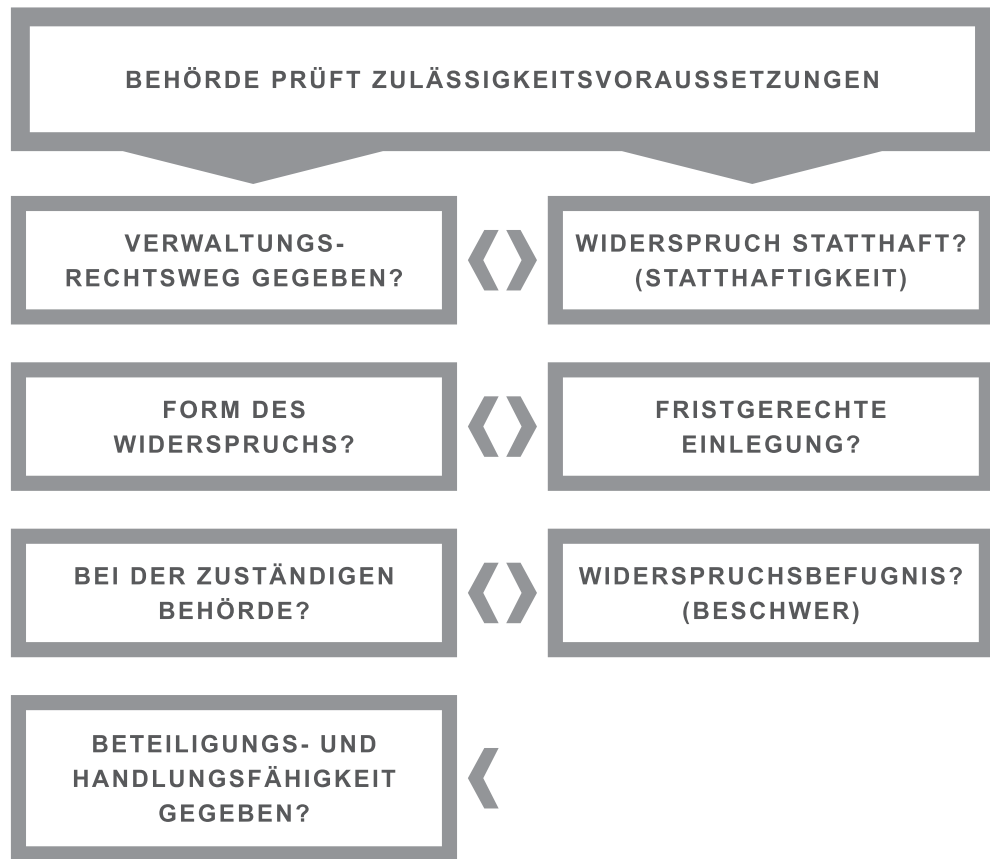 BEHÖRDE PRÜFT ZULÄSSIGKEITSVORAUSSETZUNGEN
VERWALTUNGS-
RECHTSWEG GEGEBEN?
WIDERSPRUCH STATTHAFT?
(STATTHAFTIGKEIT)
FORM DES
WIDERSPRUCHS?
FRISTGERECHTE
EINLEGUNG?
BEI DER ZUSTÄNDIGEN
BEHÖRDE?
WIDERSPRUCHSBEFUGNIS?
(BESCHWER)
BETEILIGUNGS- UND
HANDLUNGSFÄHIGKEIT
GEGEBEN?